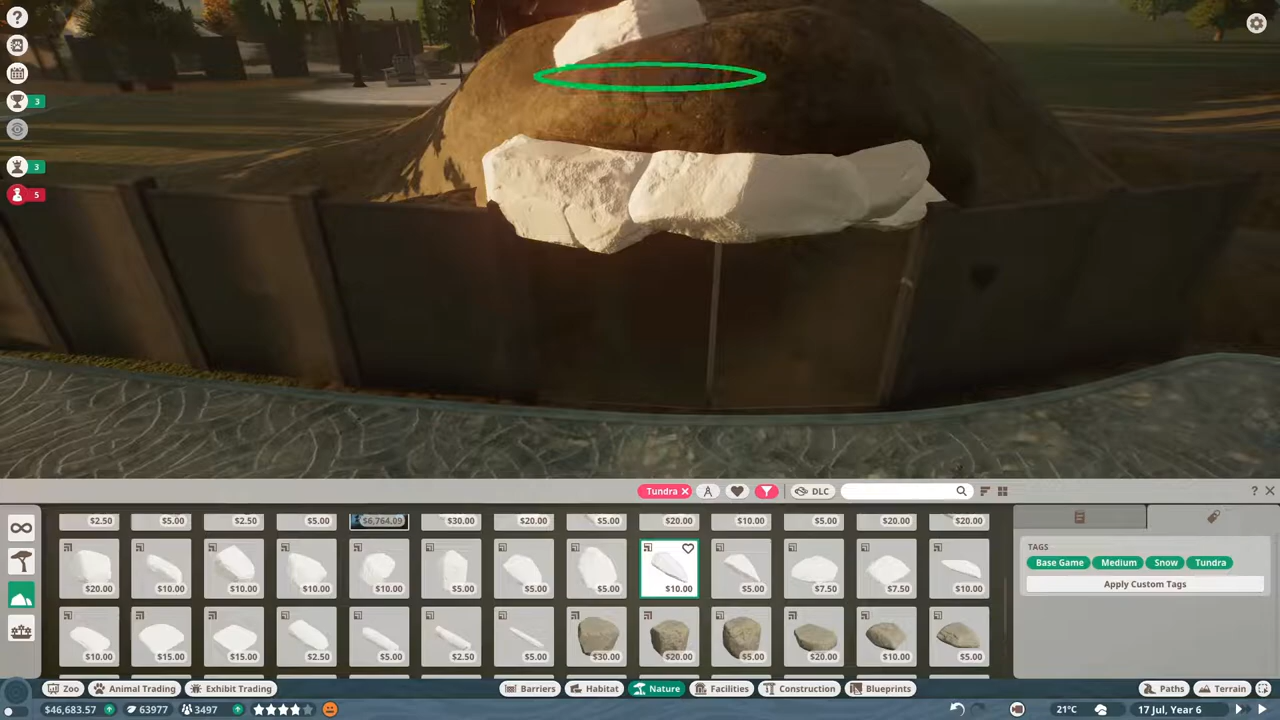 ?
3
3
5
Tundra ×
DLC
? ×
$2.50 $5.00 $2.50 $5.00 $6,764.09 $30.00 $20.00 $5.00 $20.00 $10.00 $5.00 $20.00 $20.00
$20.00 $10.00 $10.00 $10.00 $10.00 $5.00 $5.00 $5.00 $10.00 $5.00 $7.50 $7.50 $10.00
$10.00 $15.00 $15.00 $2.50 $5.00 $2.50 $5.00 $30.00 $20.00 $5.00 $20.00 $10.00 $5.00
TAGS
Base Game Medium Snow Tundra
Apply Custom Tags
Zoo Animal Trading Exhibit Trading Barriers Habitat Nature Facilities Construction Blueprints Paths Terrain
$46,683.57 63977 3497 21°C 17 Jul, Year 6